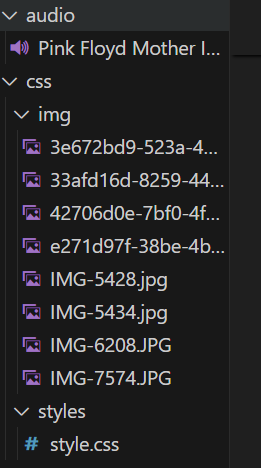 audio
Pink Floyd Mother I...
css
img
3e672bd9-523a-4...
33afd16d-8259-44...
42706d0e-7bf0-4f...
e271d97f-38be-4b...
IMG-5428.jpg
IMG-5434.jpg
IMG-6208.JPG
IMG-7574.JPG
styles
# style.css